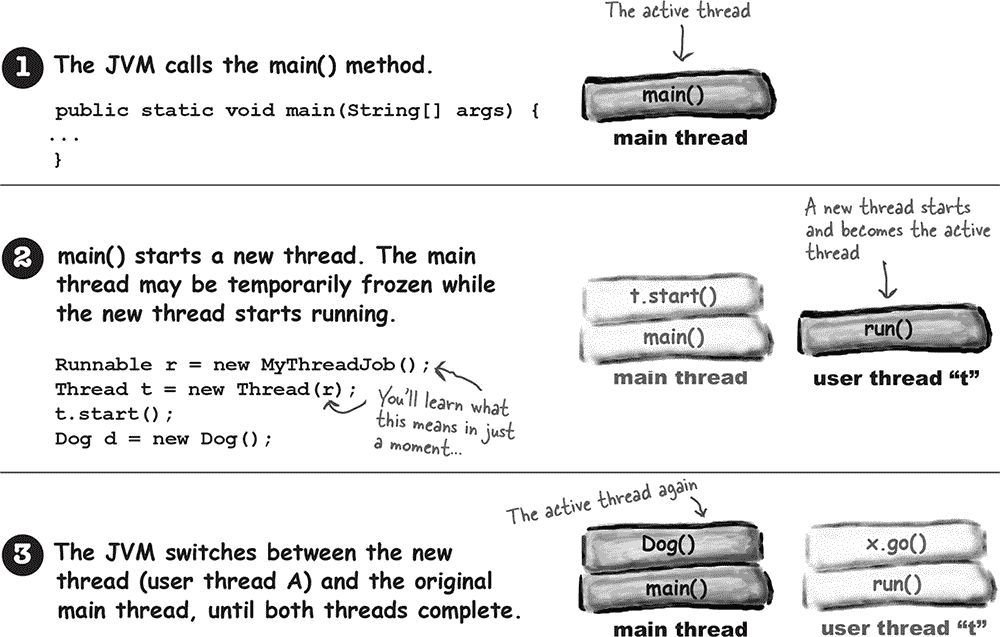 The active thread
1 The JVM calls the main() method.
public static void main(String[] args) {
...
}
main()
main thread
2 main() starts a new thread. The main
thread may be temporarily frozen while
the new thread starts running.
Runnable r = new MyThreadJob();
Thread t = new Thread(r);
t.start();
Dog d = new Dog();
You'll learn what
this means in just
a moment...
t.start()
main()
main thread
A new thread starts
and becomes the active
thread
run()
user thread “t”
3 The JVM switches between the new
thread (user thread A) and the original
main thread, until both threads complete.
The active thread again
Dog()
main()
main thread
x.go()
run()
user thread “t”